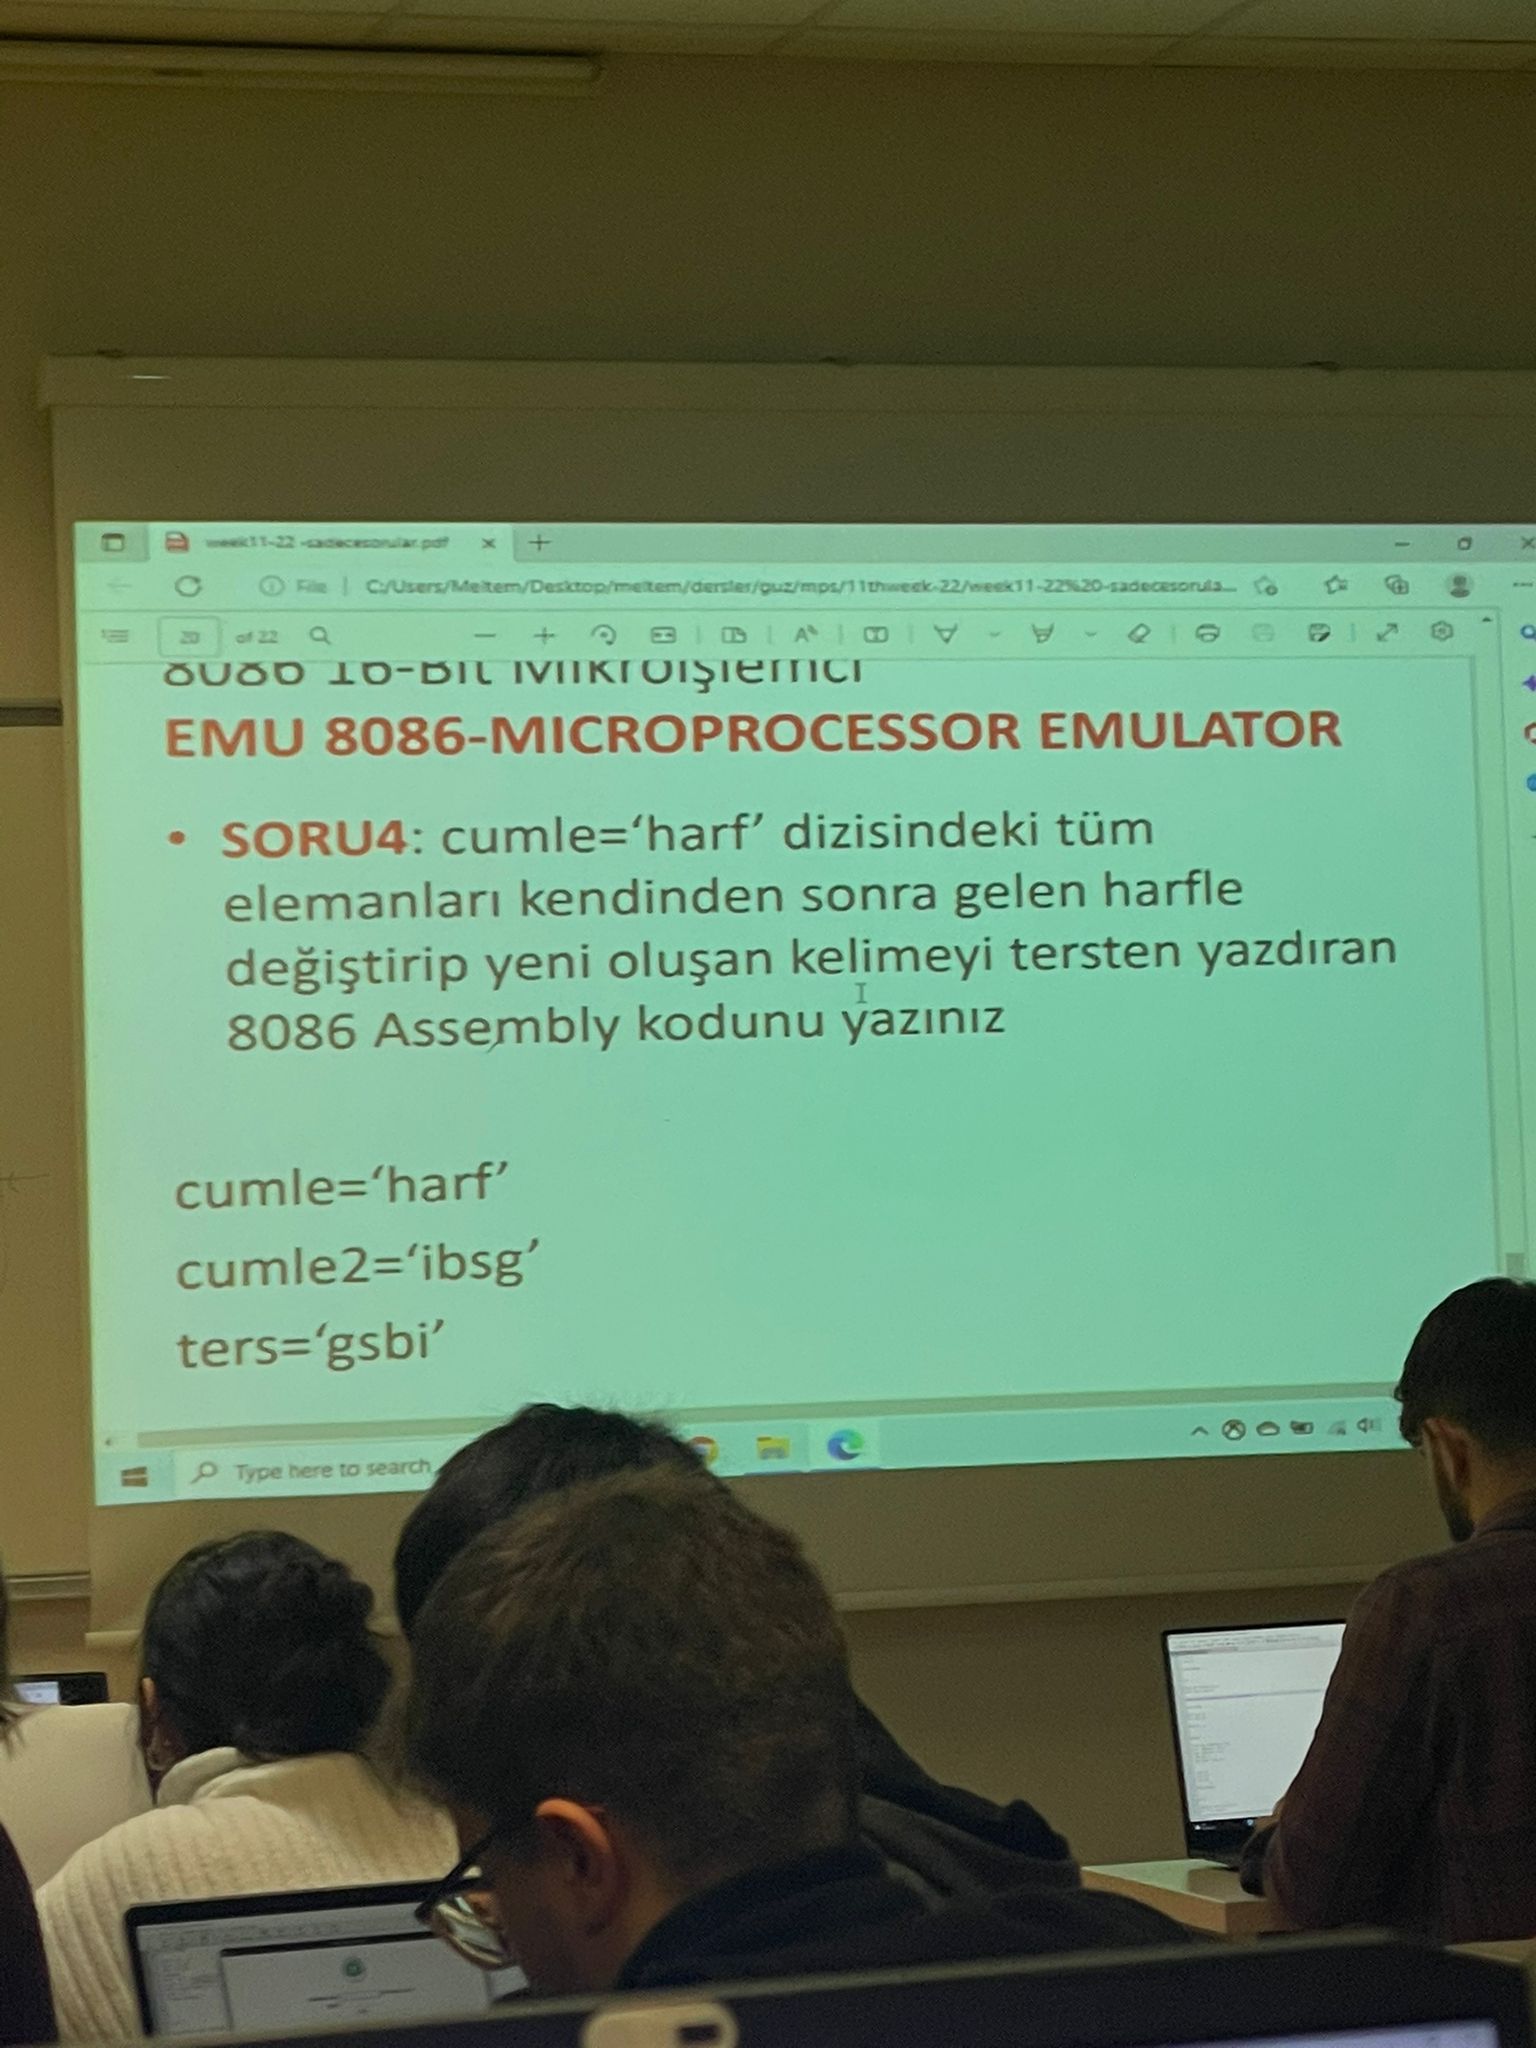 week11-22 -sadecesorular.pdf
File | C:/Users/Meltem/Desktop/meltem/dersler/guz/mps/11thweek-22/week11-22%20-sadecesorula...
20 of 22
8086 16-Bit Mikroişlemci
EMU 8086-MICROPROCESSOR EMULATOR
• SORU4: cumle=‘harf’ dizisindeki tüm
elemanları kendinden sonra gelen harfle
değiştirip yeni oluşan kelimeyi tersten yazdıran
8086 Assembly kodunu yazınız
cumle=‘harf’
cumle2=‘ibsg’
ters=‘gsbi’
Type here to search